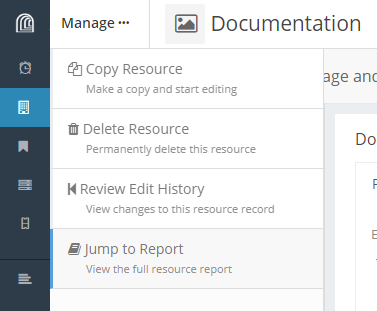 Manage ···
Documentation
Copy Resource
Make a copy and start editing
age and
Delete Resource
Permanently delete this resource
Do
Review Edit History
View changes to this resource record
Jump to Report
View the full resource report